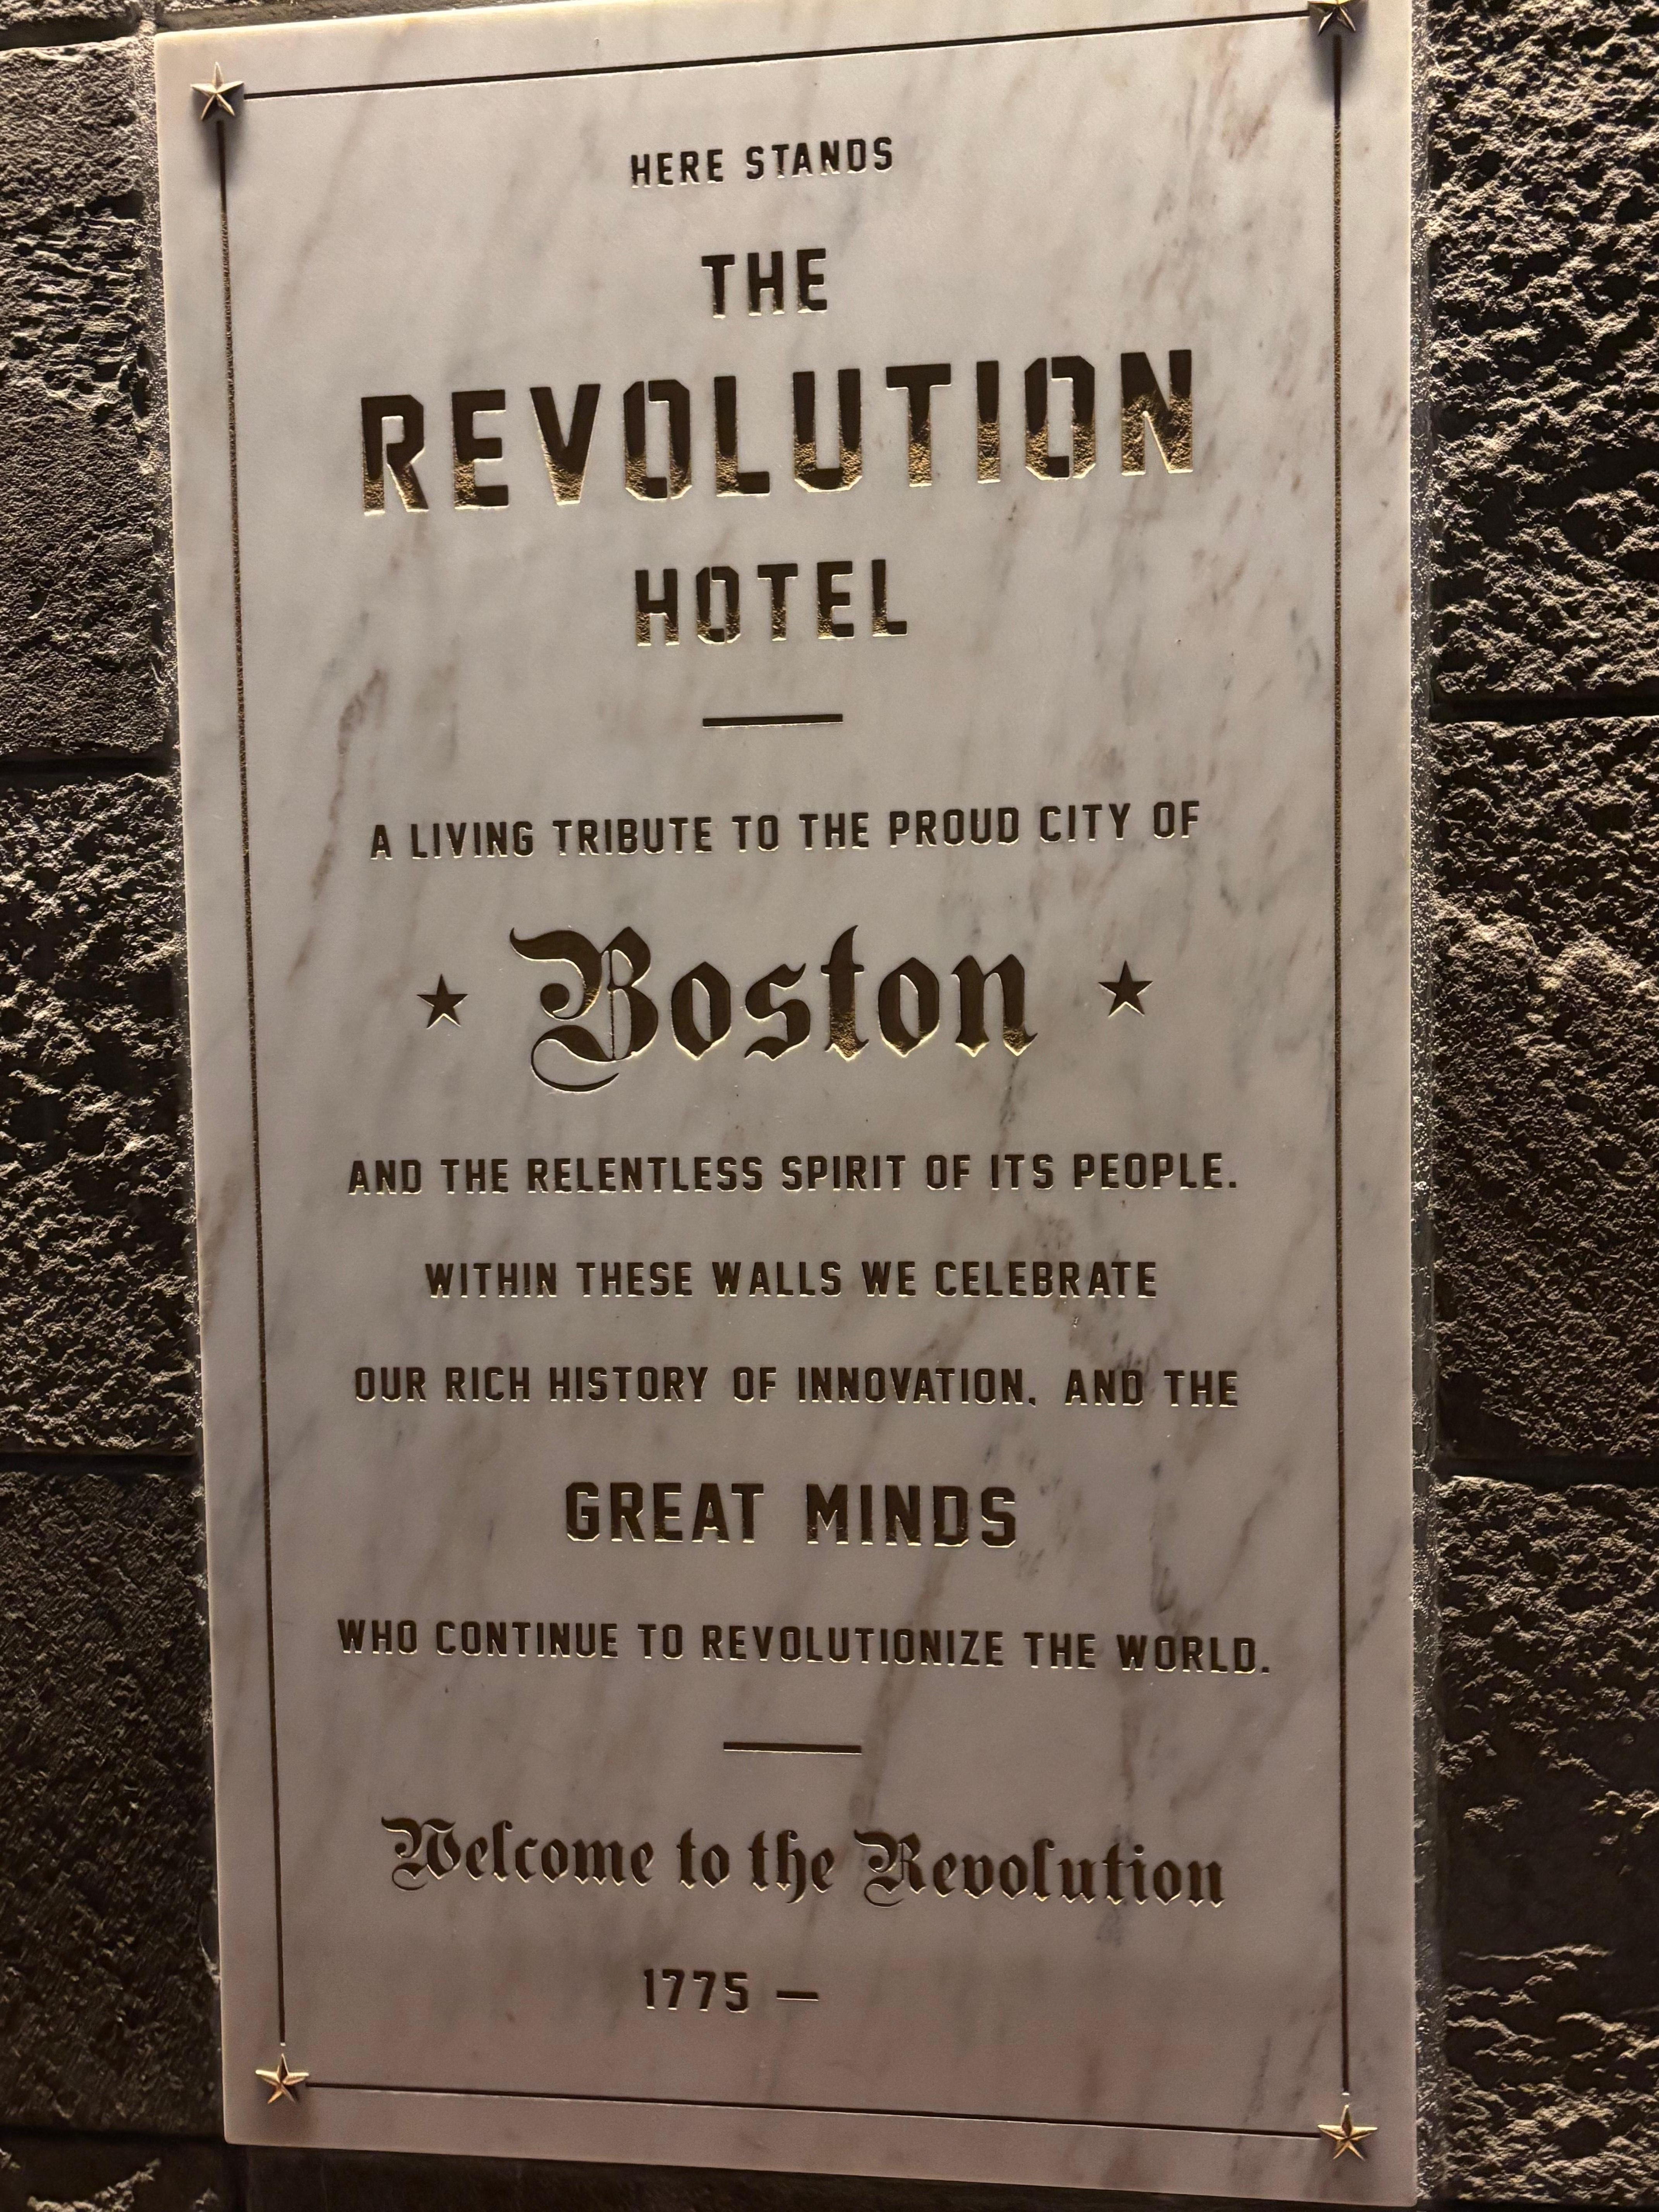 HERE STANDS
THE
REVOLUTION
HOTEL
A LIVING TRIBUTE TO THE PROUD CITY OF
Boston
AND THE RELENTLESS SPIRIT OF ITS PEOPLE.
WITHIN THESE WALLS WE CELEBRATE
OUR RICH HISTORY OF INNOVATION, AND THE
GREAT MINDS
WHO CONTINUE TO REVOLUTIONIZE THE WORLD.
Welcome to the Revolution
1775 —